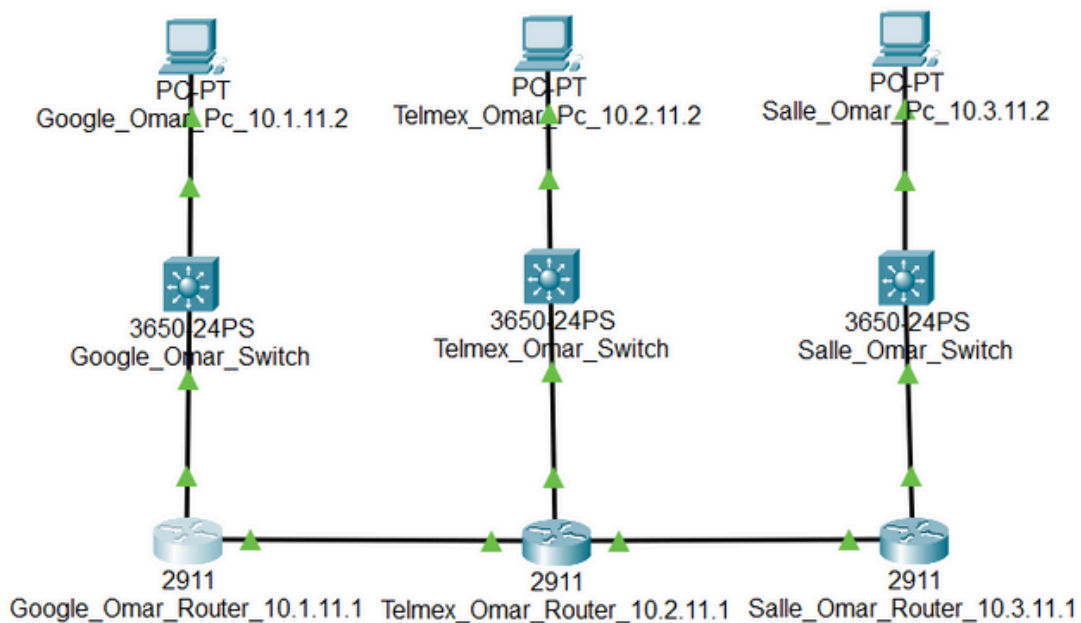 PC-PT
Google_Omar_Pc_10.1.11.2
PC-PT
Telmex_Omar_Pc_10.2.11.2
PC-PT
Salle_Omar_Pc_10.3.11.2
3650-24PS
Google_Omar_Switch
3650-24PS
Telmex_Omar_Switch
3650-24PS
Salle_Omar_Switch
2911
Google_Omar_Router_10.1.11.1
2911
Telmex_Omar_Router_10.2.11.1
2911
Salle_Omar_Router_10.3.11.1